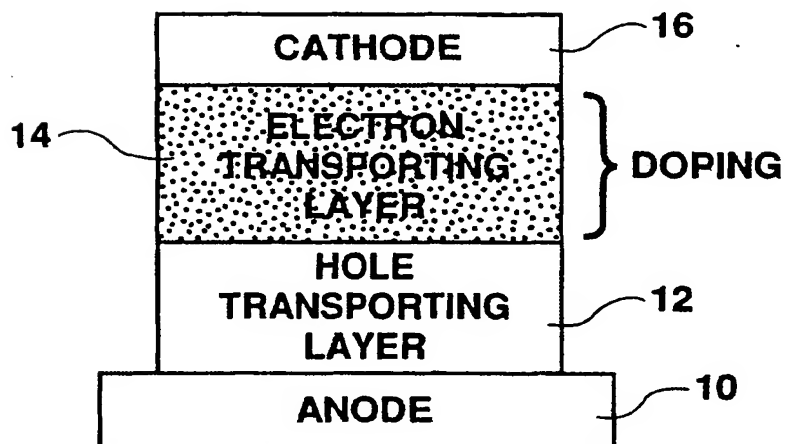 CATHODE
16
14
ELECTRON
TRANSPORTING
LAYER
DOPING
HOLE
TRANSPORTING
LAYER
12
ANODE
10